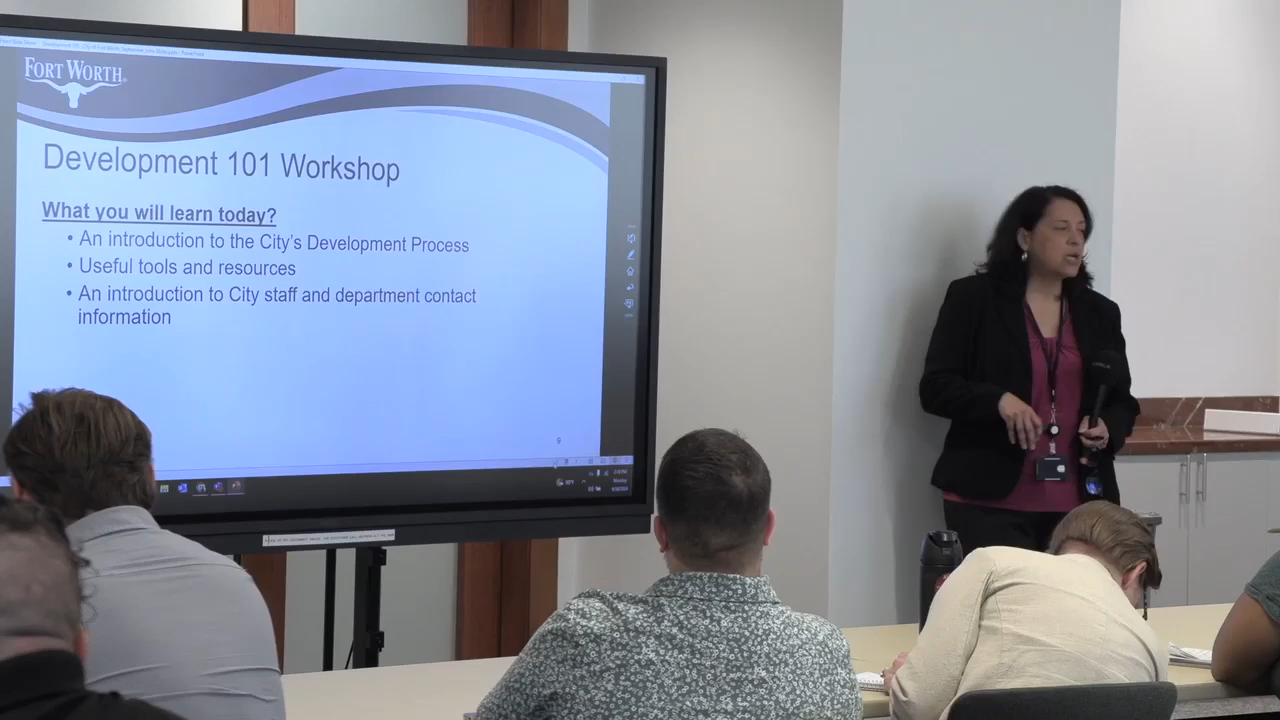 FORT WORTH®
Development 101 Workshop
What you will learn today?
• An introduction to the City's Development Process
• Useful tools and resources
• An introduction to City staff and department contact
information
9